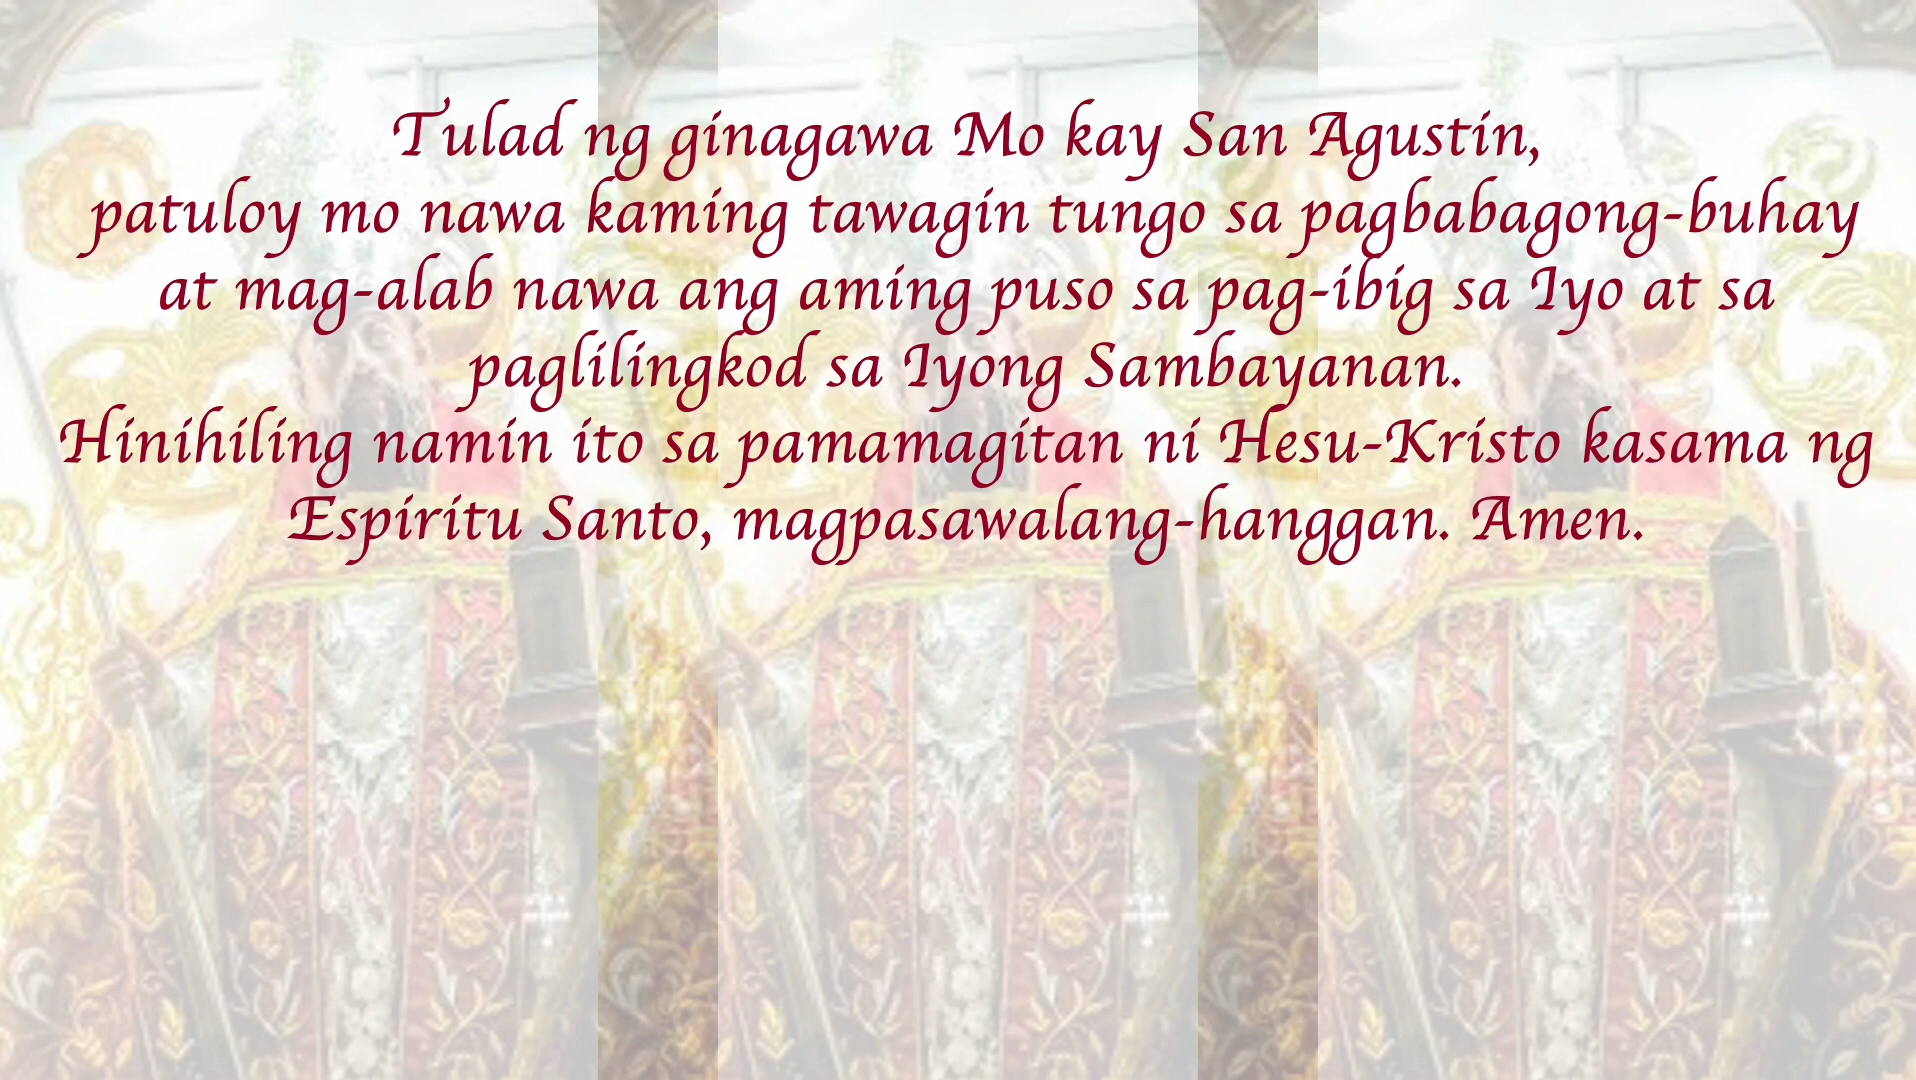 Tulad ng ginagawa Mo kay San Agustin,
patuloy mo nawa kaming tawagin tungo sa pagbabagong-buhay
at mag-alab nawa ang aming puso sa pag-ibig sa Iyo at sa
paglilingkod sa Iyong Sambayanan.
Hinihiling namin ito sa pamamagitan ni Hesu-Kristo kasama ng
Espiritu Santo, magpasawalang-hanggan. Amen.